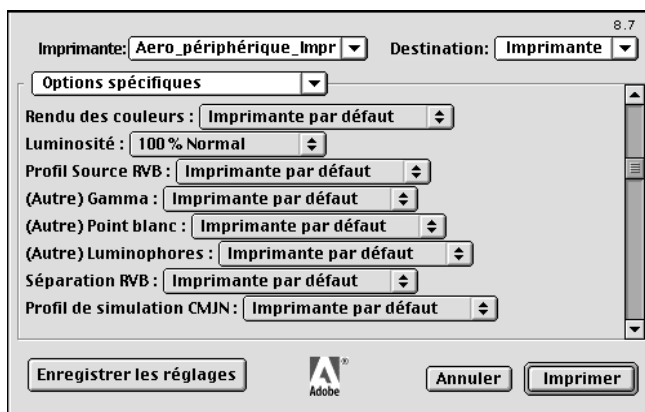 8.7
Imprimante: Aero_périphérique_Impr Destination: Imprimante
Options spécifiques
Rendu des couleurs : Imprimante par défaut
Luminosité : 100 % Normal
Profil Source RVB : Imprimante par défaut
(Autre) Gamma : Imprimante par défaut
(Autre) Point blanc : Imprimante par défaut
(Autre) Luminophores : Imprimante par défaut
Séparation RVB : Imprimante par défaut
Profil de simulation CMJN : Imprimante par défaut
Enregistrer les réglages Adobe® Annuler Imprimer